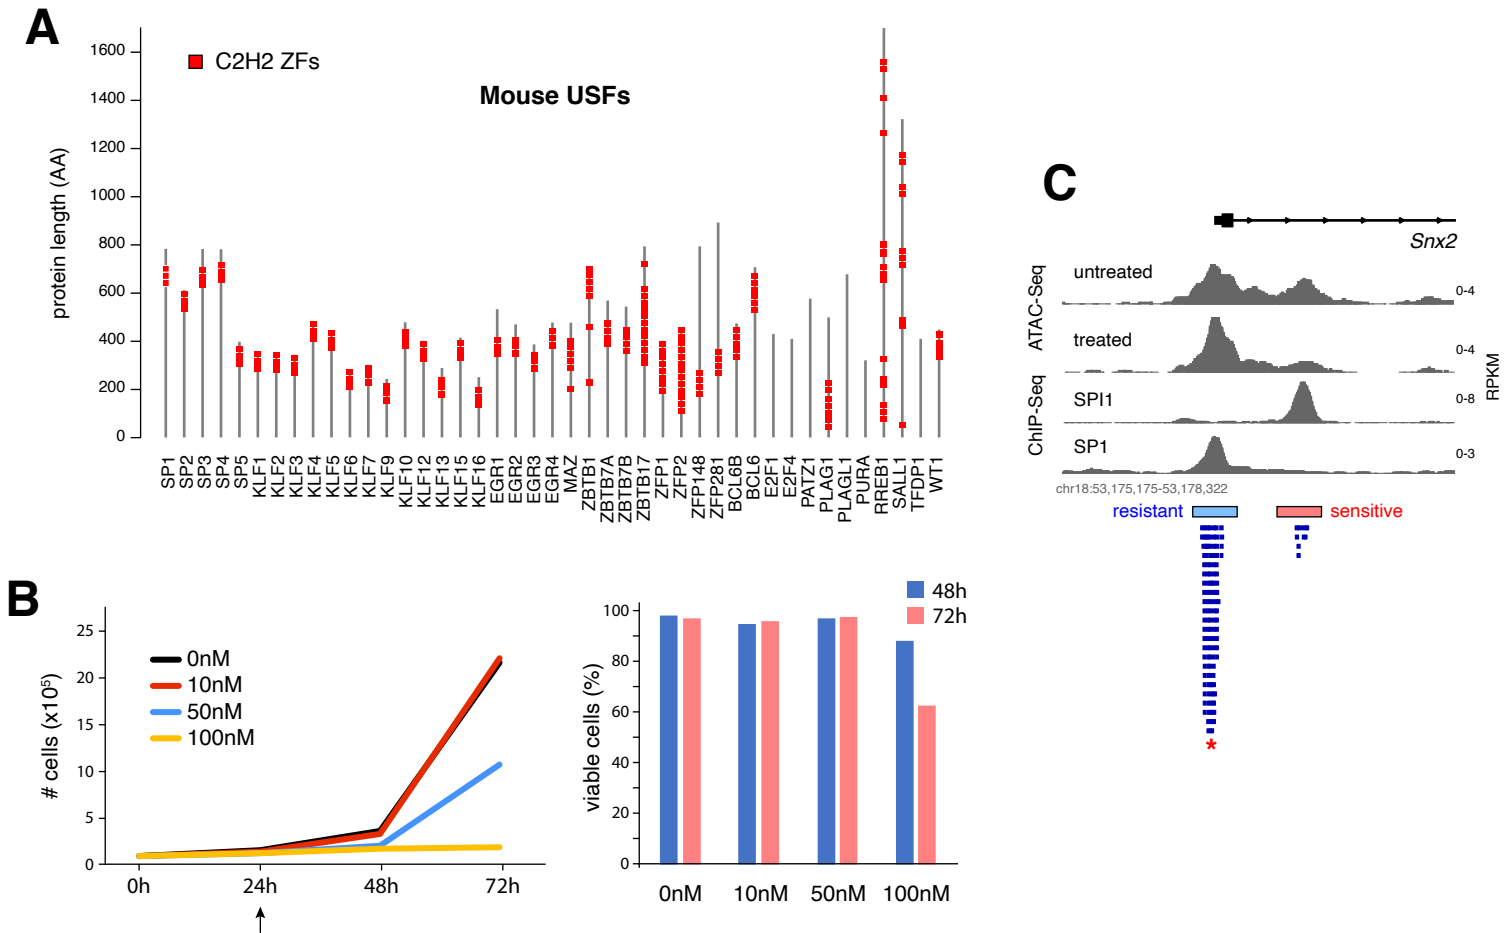 A
1600
1400
1200
1000
800
600
400
200
0
protein length (AA)
C2H2 ZFs
Mouse USFs
SP1
SP2
SP3
SP4
SP5
KLF1
KLF2
KLF3
KLF4
KLF5
KLF6
KLF7
KLF9
KLF10
KLF12
KLF13
KLF15
KLF16
EGR1
EGR2
EGR3
EGR4
MAZ
ZBTB1
ZBTB7A
ZBTB7B
ZBTB17
ZFP1
ZFP2
ZFP148
ZFP281
BCL6B
BCL6
E2F1
E2F4
PATZ1
PLAG1
PLAGL1
PURA
RREB1
SALL1
TFDP1
WT1
B
25
20
15
10
5
0
# cells (x10⁵)
0nM
10nM
50nM
100nM
0h
24h
48h
72h
48h
72h
100
80
60
40
20
0
viable cells (%)
0nM
10nM
50nM
100nM
C
Snx2
ATAC-Seq
untreated
0-4
treated
0-4
RPKM
ChIP-Seq
SPI1
0-8
SP1
0-3
chr18:53,175,175-53,178,322
resistant
sensitive
*